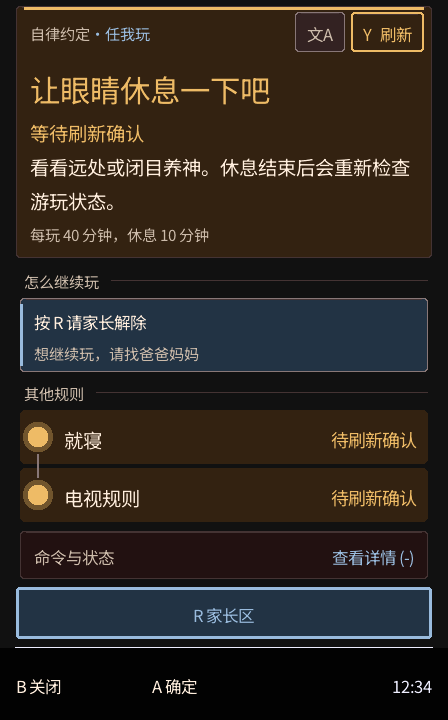 自律约定·任我玩
文A
Y 刷新
让眼睛休息一下吧
等待刷新确认
看看远处或闭目养神。休息结束后会重新检查
游玩状态。
每玩 40 分钟，休息 10 分钟
怎么继续玩
按 R 请家长解除
想继续玩，请找爸爸妈妈
其他规则
就寝 待刷新确认
电视规则 待刷新确认
命令与状态 查看详情 (-)
R 家长区
B 关闭 A 确定 12:34